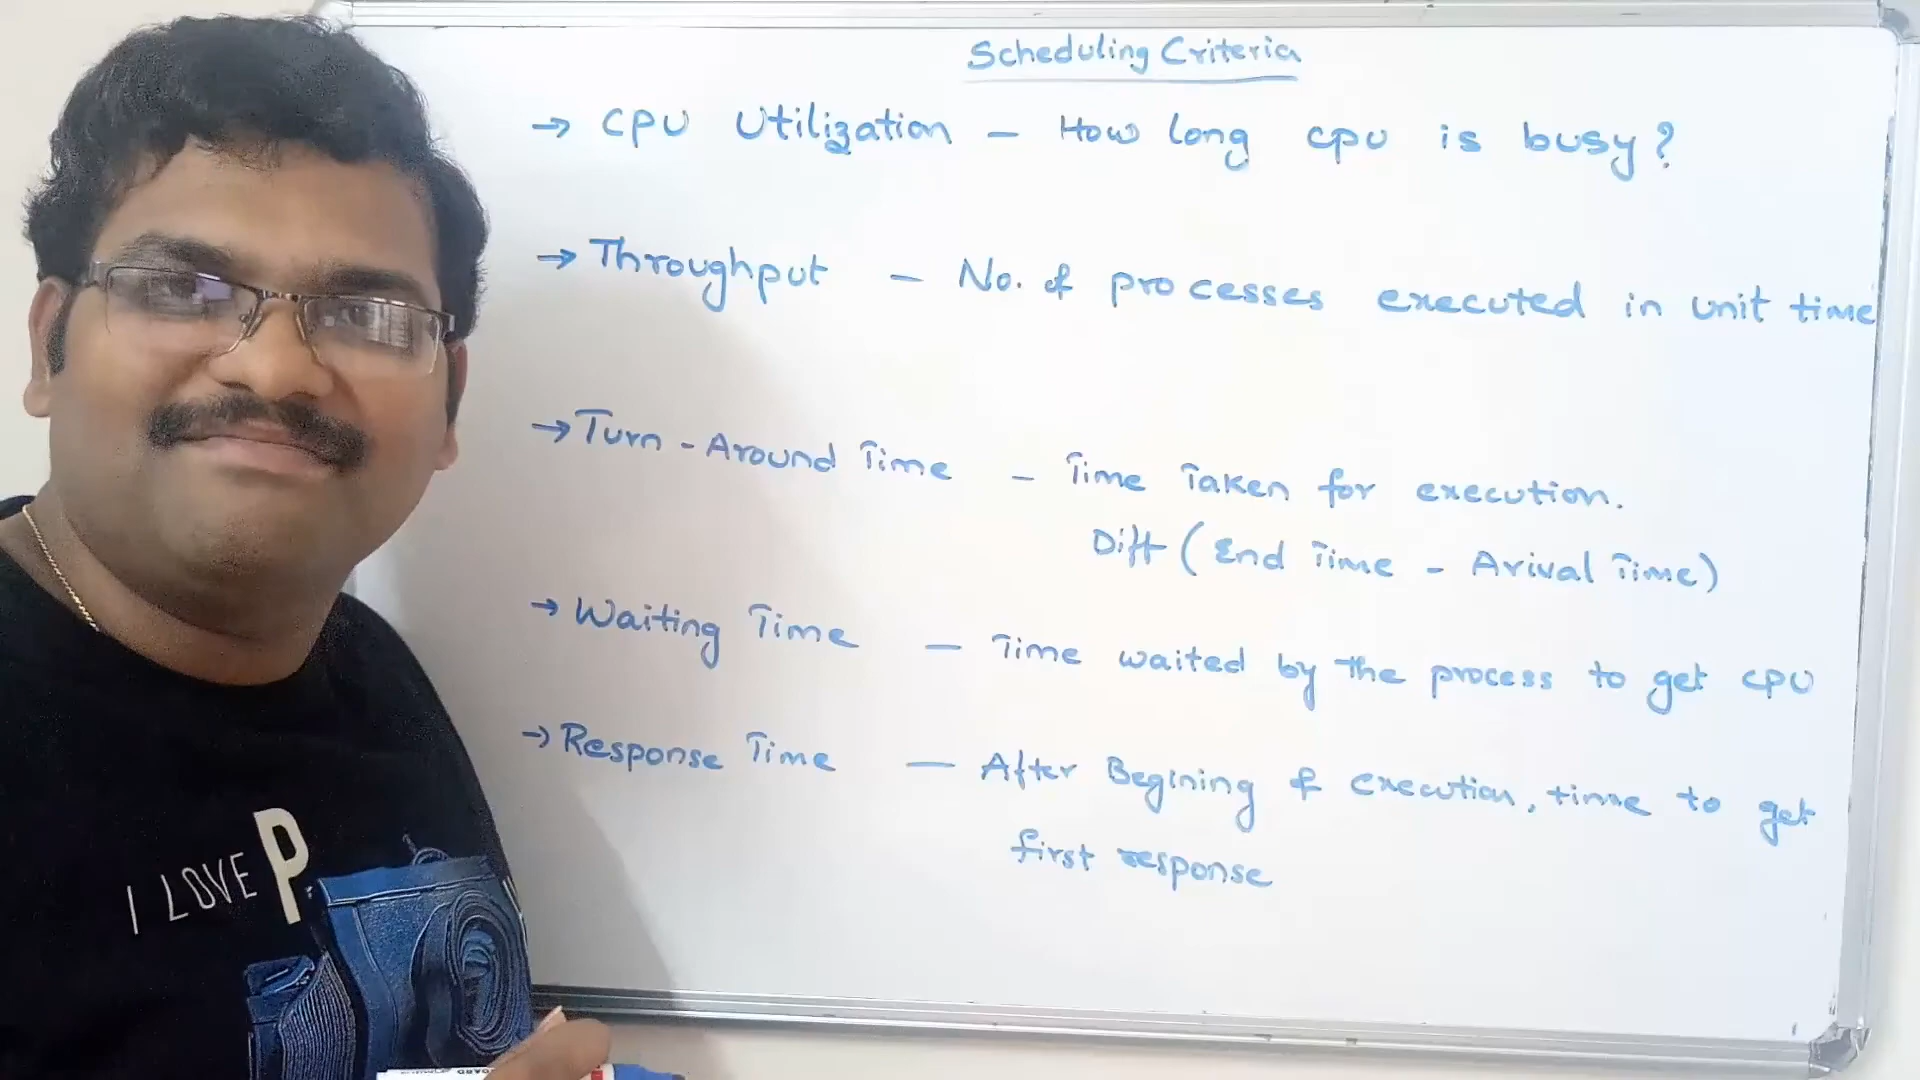 Scheduling Criteria
→ CPU Utilization – How long cpu is busy?
→ Throughput – No. of processes executed in unit time
→ Turn-Around Time – Time Taken for execution.
Diff (End Time - Arival Time)
→ Waiting Time – Time waited by the process to get CPU
→ Response Time – After Begining of execution, time to get
first response
I LOVE P.